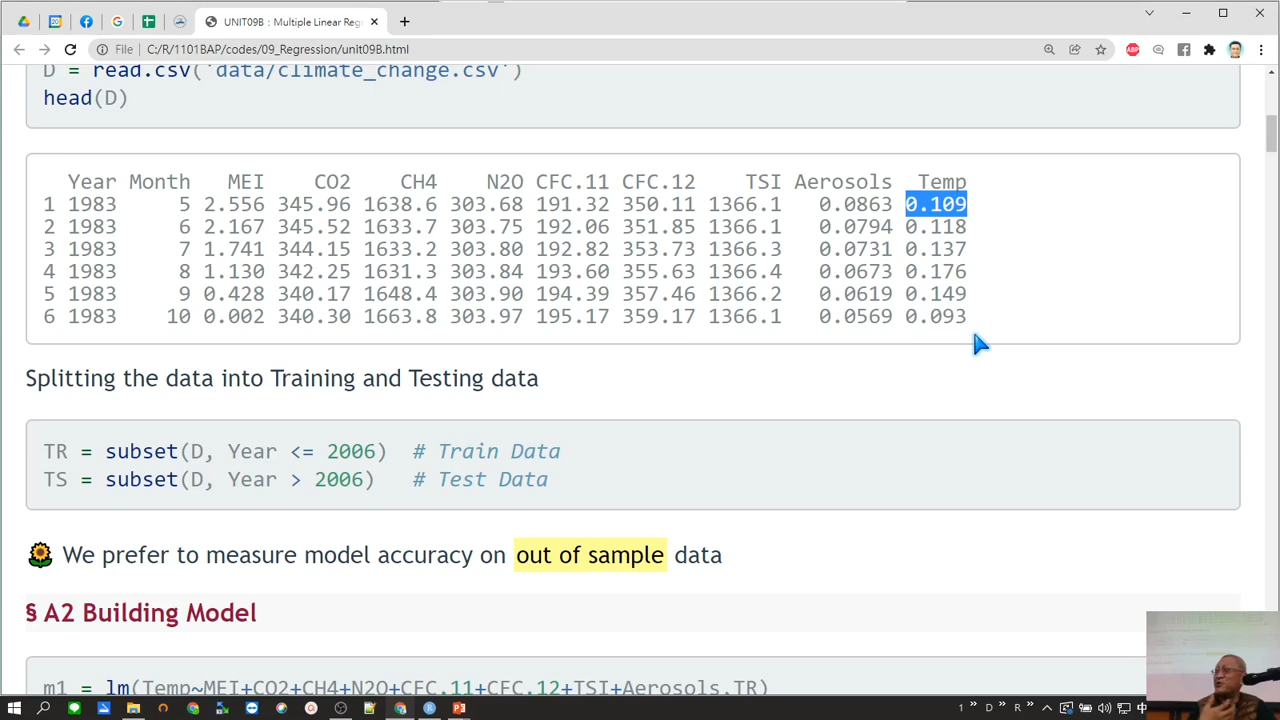 UNIT09B : Multiple Linear Reg
File C:/R/1101BAP/codes/09_Regression/unit09B.html
ABP
D = read.csv('data/climate_change.csv')
head(D)
Year Month MEI CO2 CH4 N2O CFC.11 CFC.12 TSI Aerosols Temp
1 1983 5 2.556 345.96 1638.6 303.68 191.32 350.11 1366.1 0.0863 0.109
2 1983 6 2.167 345.52 1633.7 303.75 192.06 351.85 1366.1 0.0794 0.118
3 1983 7 1.741 344.15 1633.2 303.80 192.82 353.73 1366.3 0.0731 0.137
4 1983 8 1.130 342.25 1631.3 303.84 193.60 355.63 1366.4 0.0673 0.176
5 1983 9 0.428 340.17 1648.4 303.90 194.39 357.46 1366.2 0.0619 0.149
6 1983 10 0.002 340.30 1663.8 303.97 195.17 359.17 1366.1 0.0569 0.093
Splitting the data into Training and Testing data
TR = subset(D, Year <= 2006) # Train Data
TS = subset(D, Year > 2006) # Test Data
We prefer to measure model accuracy on out of sample data
§ A2 Building Model
m1 = lm(Temp~MEI+CO2+CH4+N2O+CFC.11+CFC.12+TSI+Aerosols,TR)
1 » D » R » 中